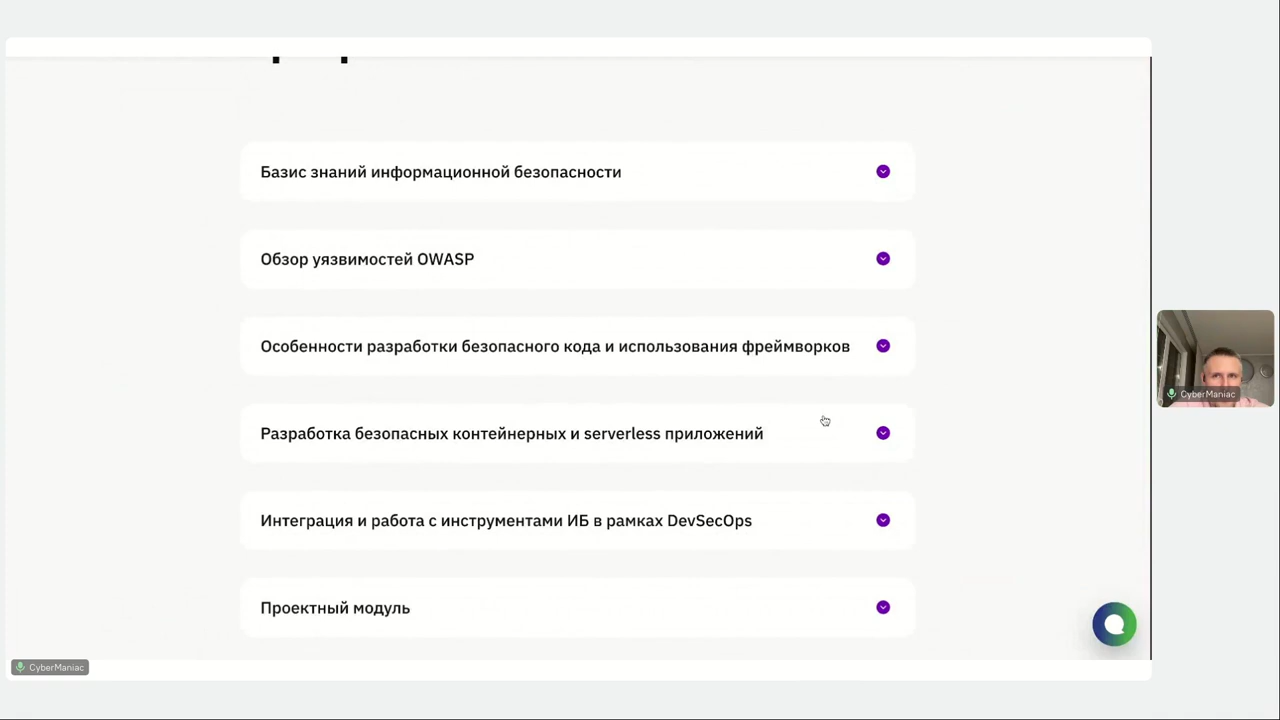 Базис знаний информационной безопасности
Обзор уязвимостей OWASP
Особенности разработки безопасного кода и использования фреймворков
Разработка безопасных контейнерных и serverless приложений
Интеграция и работа с инструментами ИБ в рамках DevSecOps
Проектный модуль
CyberManiac
CyberManiac